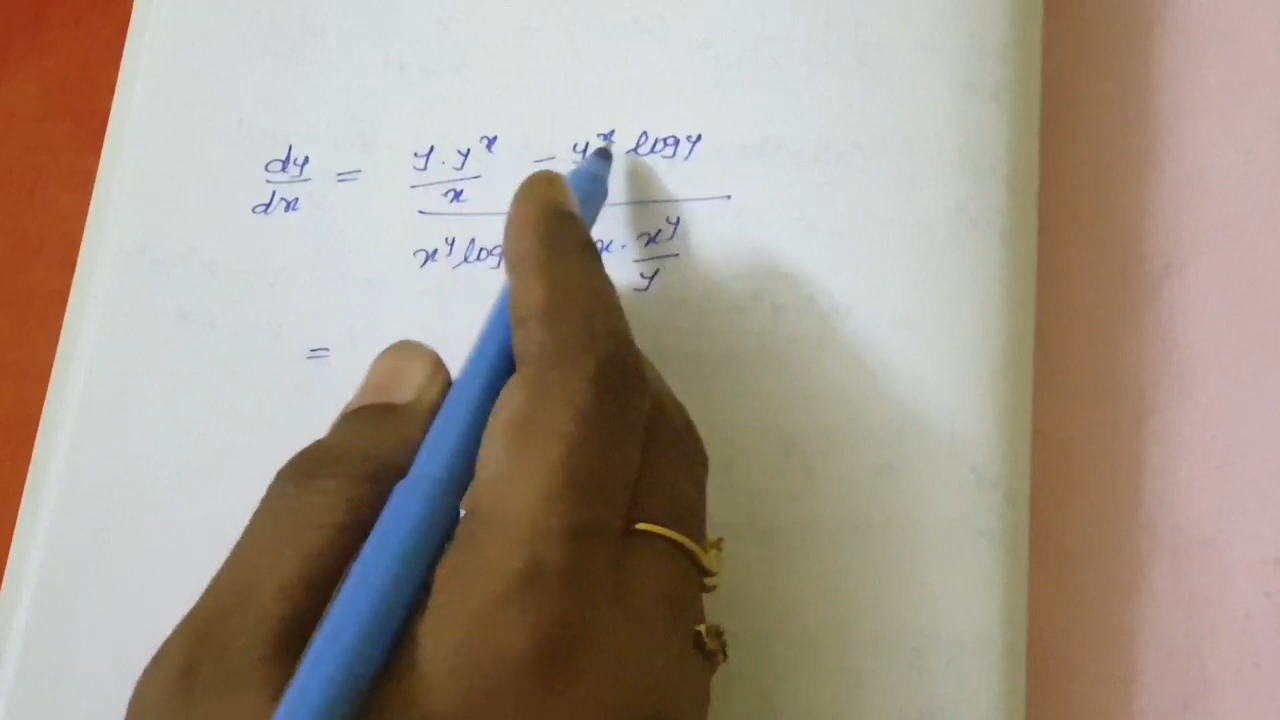 dy/dx = (y·y^x/x - y^x log y)/(x^y log x· x^y/y)
=